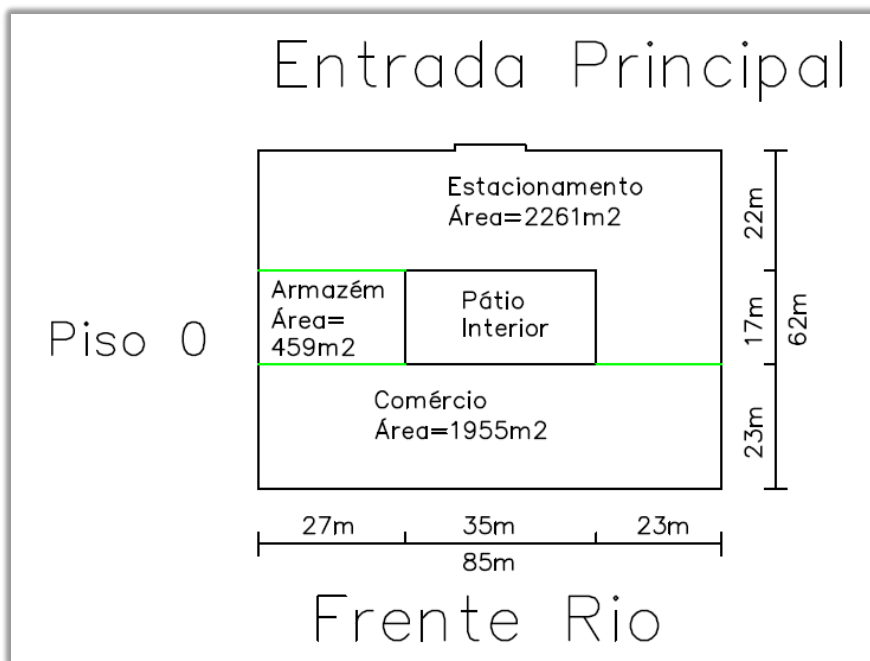 Entrada Principal
Estacionamento
Área=2261m2
22m
Armazém
Área=
459m2
Pátio
Interior
17m
62m
Piso 0
Comércio
Área=1955m2
23m
27m
35m
23m
85m
Frente Rio